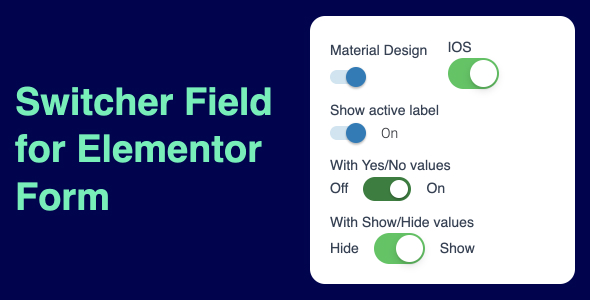 Switcher Field
for Elementor
Form
Material Design
IOS
Show active label
On
With Yes/No values
Off On
With Show/Hide values
Hide Show